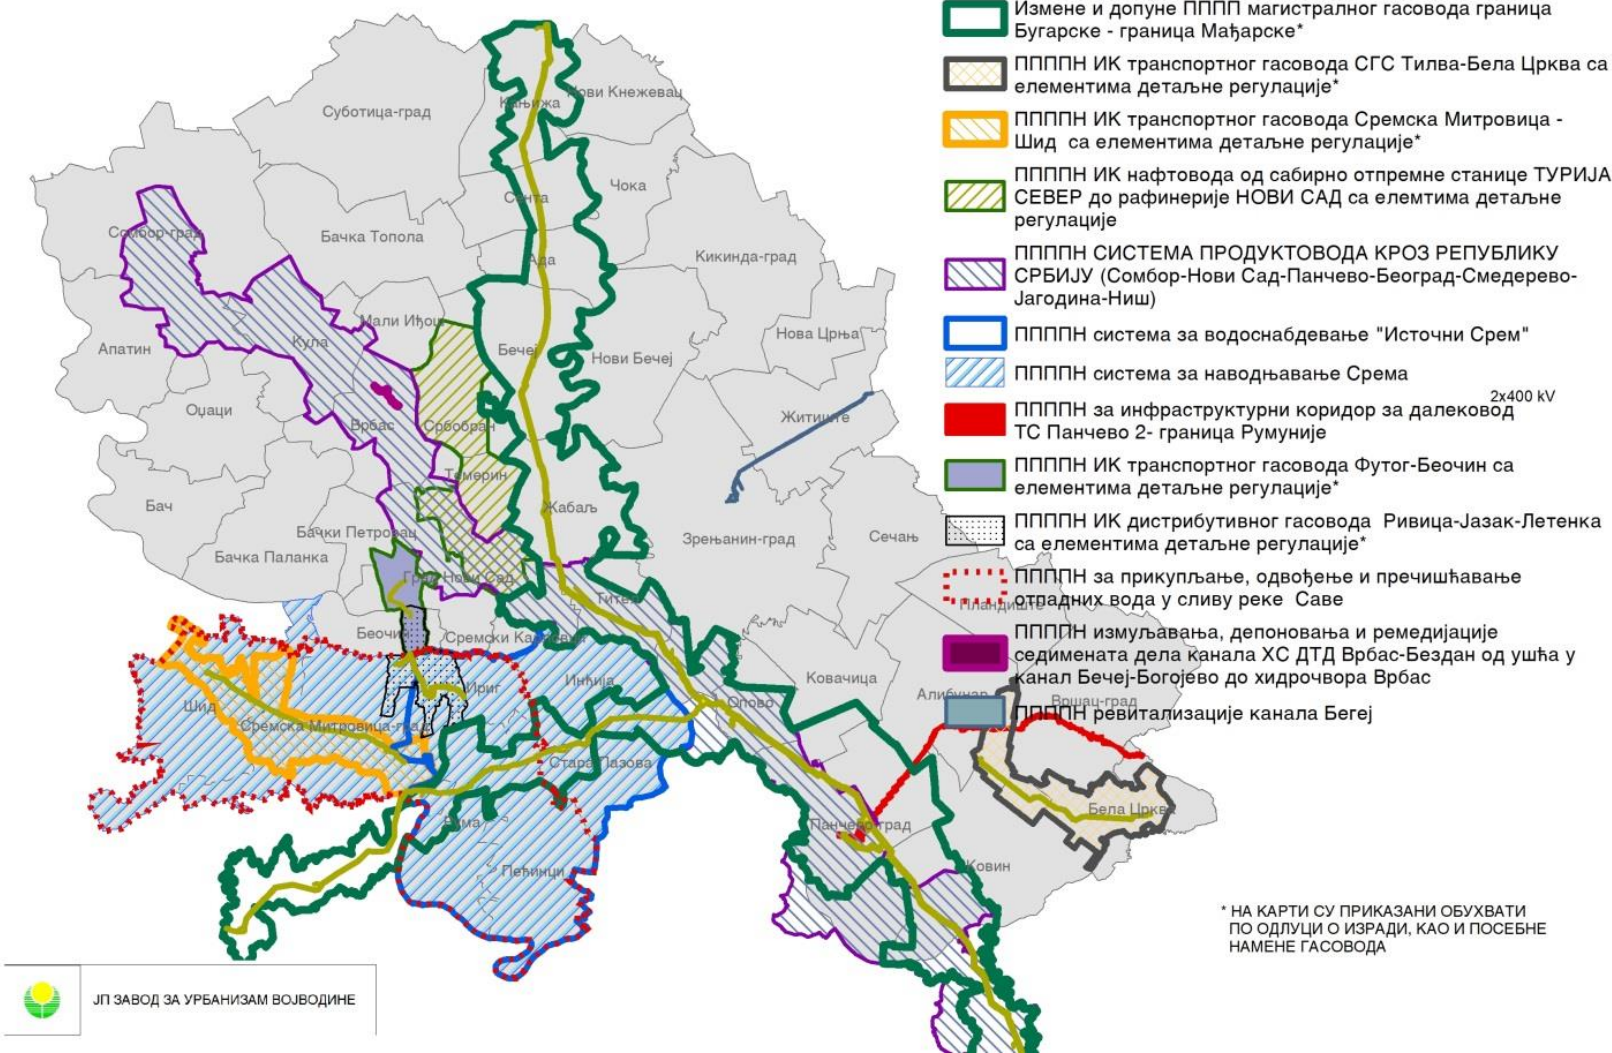 Измене и допуне ПППП магистралног гасовода граница
Бугарске - граница Мађарске*
ППППН ИК транспортног гасовода СГС Тилва-Бела Црква са
елементима детаљне регулације*
ППППН ИК транспортног гасовода Сремска Митровица -
Шид са елементима детаљне регулације*
ППППН ИК нафтовода од сабирно отпремне станице ТУРИЈА
СЕВЕР до рафинерије НОВИ САД са елемтима детаљне
регулације
ППППН СИСТЕМА ПРОДУКТОВОДА КРОЗ РЕПУБЛИКУ
СРБИЈУ (Сомбор-Нови Сад-Панчево-Београд-Смедерево-
Јагодина-Ниш)
ППППН система за водоснабдевање "Источни Срем"
ППППН система за наводњавање Срема
2x400 kV
ППППН за инфраструктурни коридор за далековод
ТС Панчево 2- граница Румуније
ППППН ИК транспортног гасовода Футог-Беочин са
елементима детаљне регулације*
ППППН ИК дистрибутивног гасовода Ривица-Јазак-Летенка
са елементима детаљне регулације*
ППППН за прикупљање, одвођење и пречишћавање
отрадних вода у сливу реке Саве
ППППН измуљавања, депоновања и ремедијације
седимената дела канала ХС ДТД Врбас-Бездан од ушћа у
канал Бечеј-Богојево до хидрочвора Врбас
ППППН ревитализације канала Бегеј
Суботица-град
Кањижа
Нови Кнежевац
Сента
Чока
Сомбор-град
Бачка Топола
Ада
Кикинда-град
Мали Иђош
Апатин
Кула
Бечеј
Нови Бечеј
Нова Црња
Оџаци
Врбас
Србобран
Житиште
Темерин
Бач
Бачки Петровац
Жабаљ
Зрењанин-град
Сечањ
Бачка Паланка
Град Нови Сад
Тител
Пландиште
Беочин
Сремски Карловци
Шид
Ириг
Инђија
Опово
Ковачица
Алибунар
Вршац-град
Сремска Митровица-град
Стара Пазова
Рума
Панчево-град
Бела Црква
Пећинци
Ковин
* НА КАРТИ СУ ПРИКАЗАНИ ОБУХВАТИ
ПО ОДЛУЦИ О ИЗРАДИ, КАО И ПОСЕБНЕ
НАМЕНЕ ГАСОВОДА
ЈП ЗАВОД ЗА УРБАНИЗАМ ВОЈВОДИНЕ